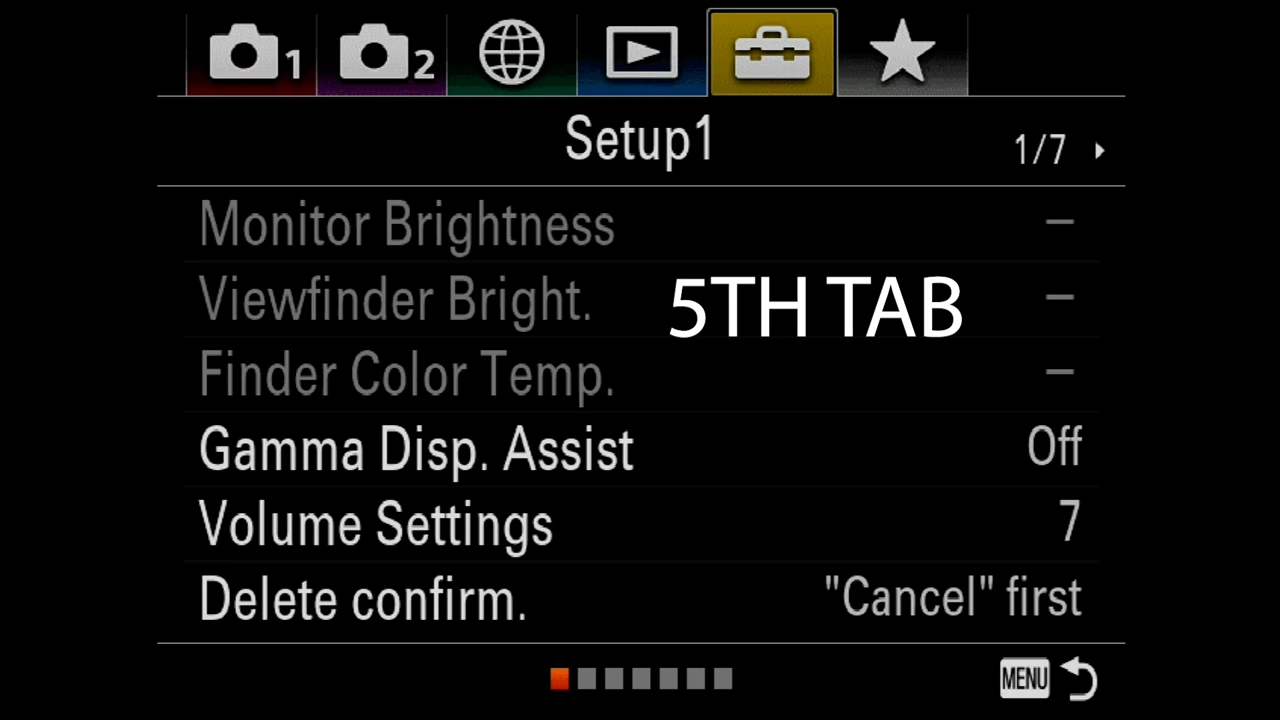 1 2
Setup1
1/7
Monitor Brightness –
Viewfinder Bright. –
5TH TAB
Finder Color Temp. –
Gamma Disp. Assist Off
Volume Settings 7
Delete confirm. "Cancel" first
MENU